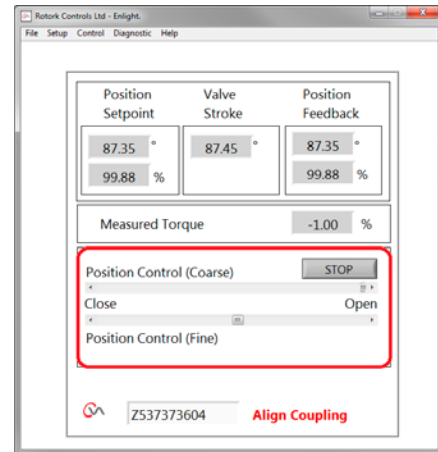 Rotork Controls Ltd - Enlight.
File Setup Control Diagnostic Help
Position Setpoint Valve Stroke Position Feedback
87.35 ° 87.45 ° 87.35 °
99.88 % 99.88 %
Measured Torque -1.00 %
Position Control (Coarse) STOP
Close Open
Position Control (Fine)
Z537373604 Align Coupling